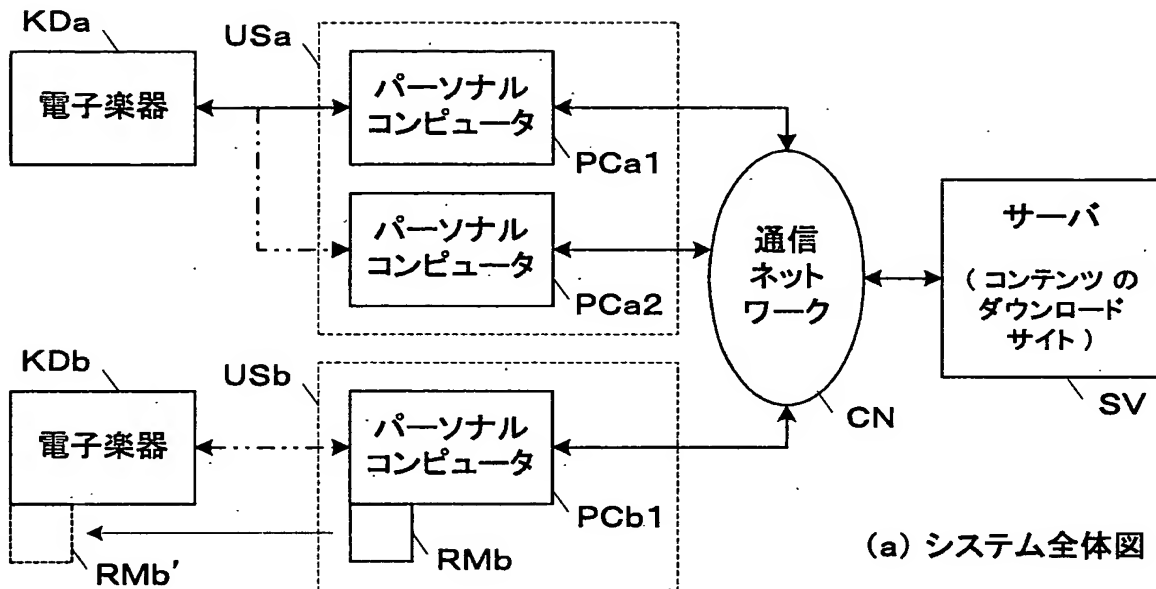 KDa
電子楽器
USa
パーソナル
コンピュータ
PCa1
パーソナル
コンピュータ
PCa2
通信
ネット
ワーク
CN
サーバ
( コンテンツ の
ダウンロード
サイト )
SV
KDb
電子楽器
RMb'
USb
パーソナル
コンピュータ
PCb1
RMb
(a) システム全体図